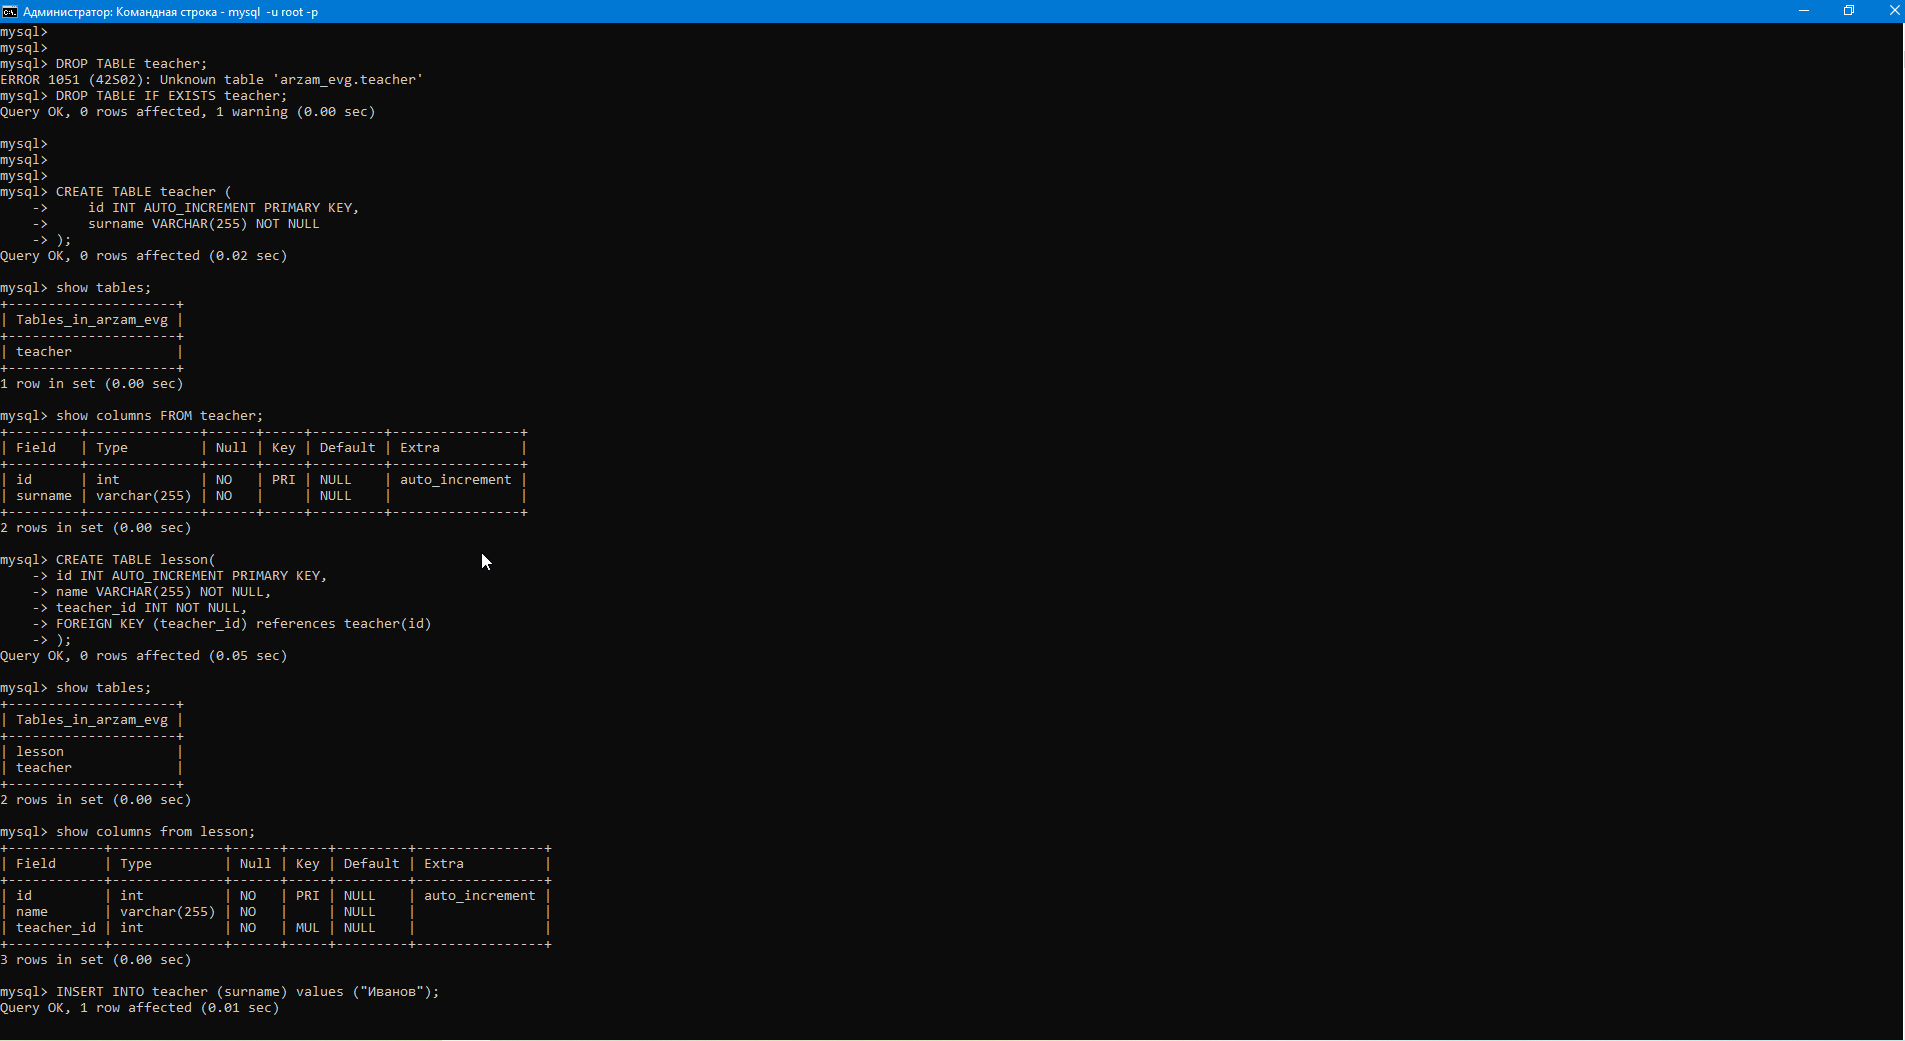 Администратор: Командная строка - mysql  -u root -p
mysql>
mysql>
mysql> DROP TABLE teacher;
ERROR 1051 (42S02): Unknown table 'arzam_evg.teacher'
mysql> DROP TABLE IF EXISTS teacher;
Query OK, 0 rows affected, 1 warning (0.00 sec)
mysql>
mysql>
mysql>
mysql> CREATE TABLE teacher (
    ->     id INT AUTO_INCREMENT PRIMARY KEY,
    ->     surname VARCHAR(255) NOT NULL
    -> );
Query OK, 0 rows affected (0.02 sec)
mysql> show tables;
+---------------------+
| Tables_in_arzam_evg |
+---------------------+
| teacher             |
+---------------------+
1 row in set (0.00 sec)
mysql> show columns FROM teacher;
+---------+--------------+------+-----+---------+----------------+
| Field   | Type         | Null | Key | Default | Extra          |
+---------+--------------+------+-----+---------+----------------+
| id      | int          | NO   | PRI | NULL    | auto_increment |
| surname | varchar(255) | NO   |     | NULL    |                |
+---------+--------------+------+-----+---------+----------------+
2 rows in set (0.00 sec)
mysql> CREATE TABLE lesson(
    -> id INT AUTO_INCREMENT PRIMARY KEY,
    -> name VARCHAR(255) NOT NULL,
    -> teacher_id INT NOT NULL,
    -> FOREIGN KEY (teacher_id) references teacher(id)
    -> );
Query OK, 0 rows affected (0.05 sec)
mysql> show tables;
+---------------------+
| Tables_in_arzam_evg |
+---------------------+
| lesson              |
| teacher             |
+---------------------+
2 rows in set (0.00 sec)
mysql> show columns from lesson;
+------------+--------------+------+-----+---------+----------------+
| Field      | Type         | Null | Key | Default | Extra          |
+------------+--------------+------+-----+---------+----------------+
| id         | int          | NO   | PRI | NULL    | auto_increment |
| name       | varchar(255) | NO   |     | NULL    |                |
| teacher_id | int          | NO   | MUL | NULL    |                |
+------------+--------------+------+-----+---------+----------------+
3 rows in set (0.00 sec)
mysql> INSERT INTO teacher (surname) values ("Иванов");
Query OK, 1 row affected (0.01 sec)